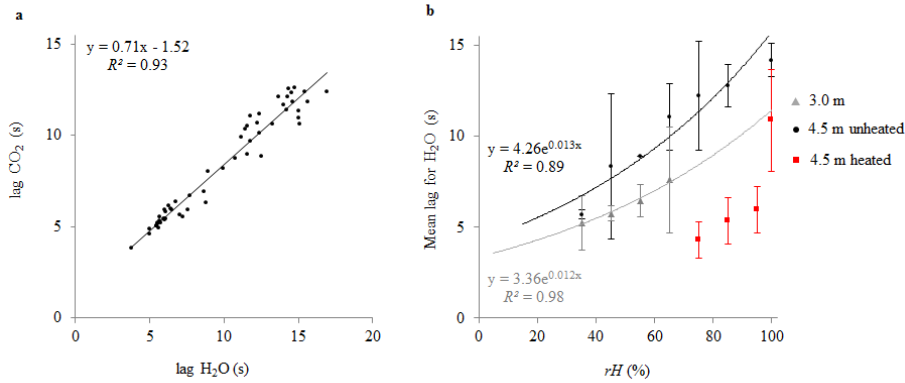 a
y = 0.71x - 1.52
R² = 0.93
15
10
5
0
0 5 10 15 20
lag CO₂ (s)
lag H₂O (s)
b
y = 4.26e^0.013x
R² = 0.89
y = 3.36e^0.012x
R² = 0.98
15
10
5
0
0 20 40 60 80 100
Mean lag for H₂O (s)
rH (%)
3.0 m
4.5 m unheated
4.5 m heated